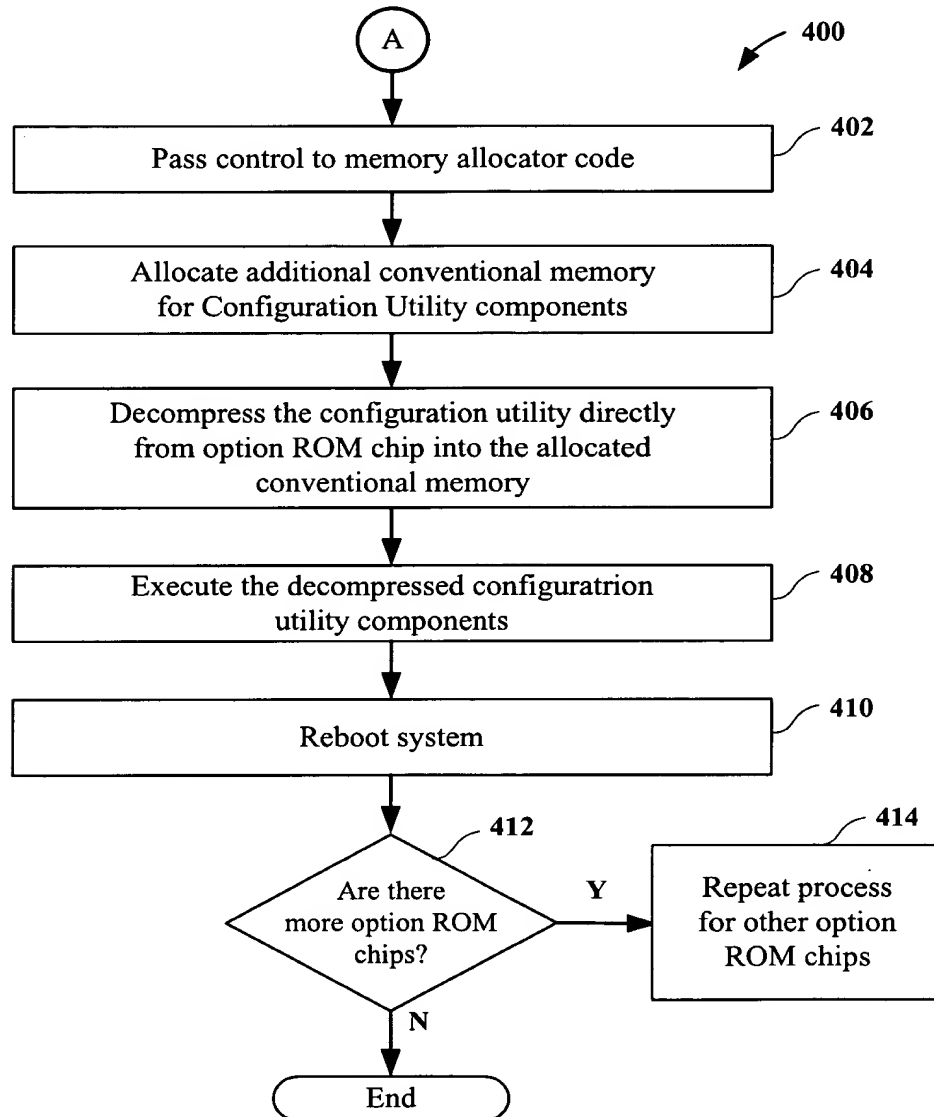 A
400
Pass control to memory allocator code
402
Allocate additional conventional memory
for Configuration Utility components
404
Decompress the configuration utility directly
from option ROM chip into the allocated
conventional memory
406
Execute the decompressed configuratrion
utility components
408
Reboot system
410
412
Are there
more option ROM
chips?
Y
N
414
Repeat process
for other option
ROM chips
End